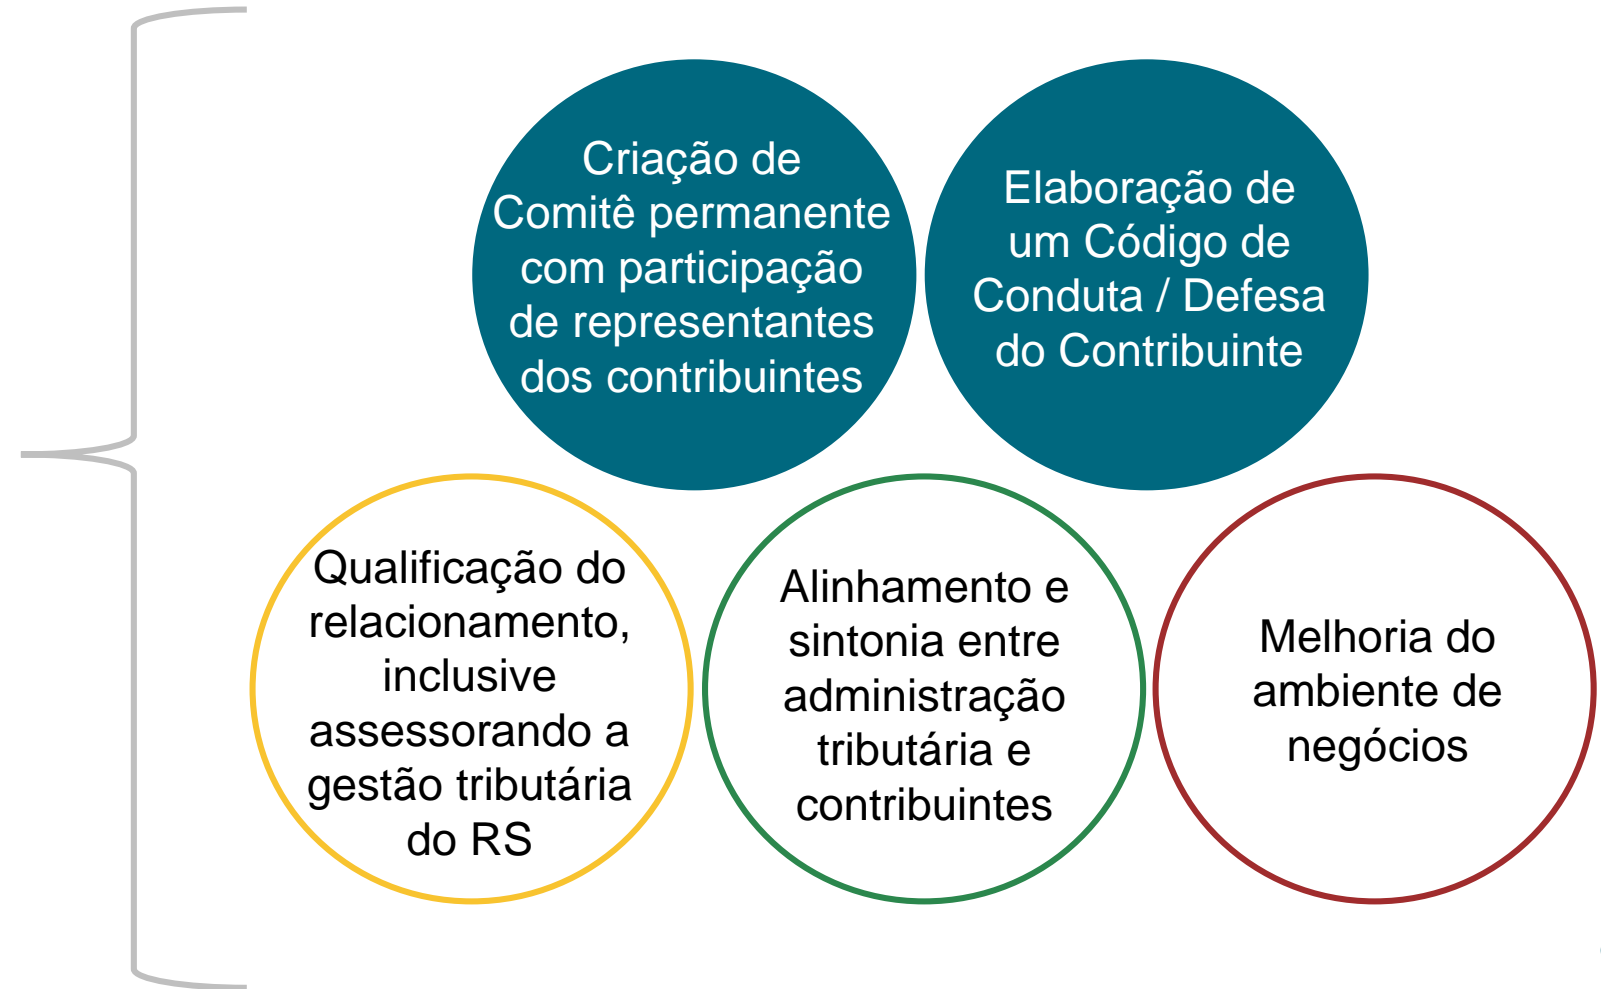 Criação de
Comitê permanente
com participação
de representantes
dos contribuintes
Elaboração de
um Código de
Conduta / Defesa
do Contribuinte
Qualificação do
relacionamento,
inclusive
assessorando a
gestão tributária
do RS
Alinhamento e
sintonia entre
administração
tributária e
contribuintes
Melhoria do
ambiente de
negócios